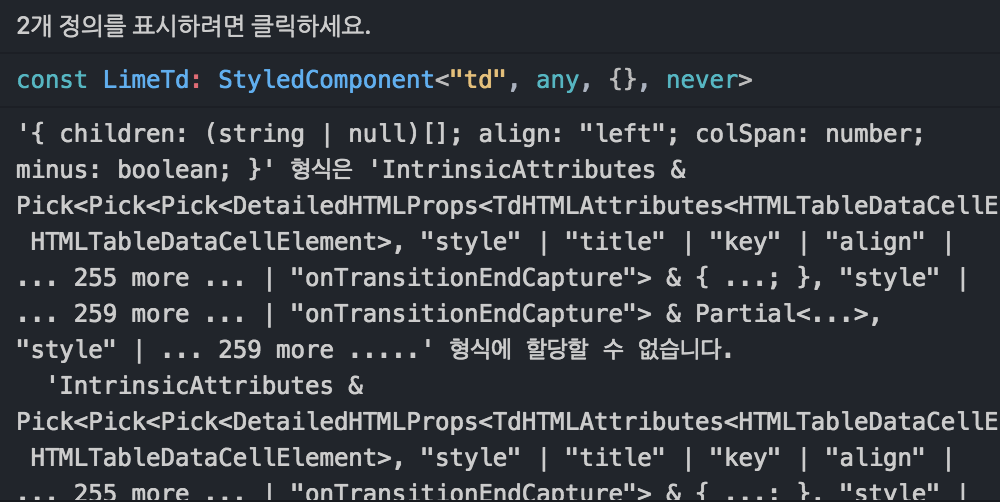 2개 정의를 표시하려면 클릭하세요.
const LimeTd: StyledComponent<"td", any, {}, never>
'{ children: (string | null)[]; align: "left"; colSpan: number;
minus: boolean; }' 형식은 'IntrinsicAttributes &
Pick<Pick<Pick<DetailedHTMLProps<TdHTMLAttributes<HTMLTableDataCellE
HTMLTableDataCellElement>, "style" | "title" | "key" | "align" |
... 255 more ... | "onTransitionEndCapture"> & { ...; }, "style" |
... 259 more ... | "onTransitionEndCapture"> & Partial<...>,
"style" | ... 259 more .....' 형식에 할당할 수 없습니다.
'IntrinsicAttributes &
Pick<Pick<Pick<DetailedHTMLProps<TdHTMLAttributes<HTMLTableDataCellE
HTMLTableDataCellElement>, "style" | "title" | "key" | "align" |
... 255 more ... | "onTransitionEndCapture"> & { ...; }, "style" |